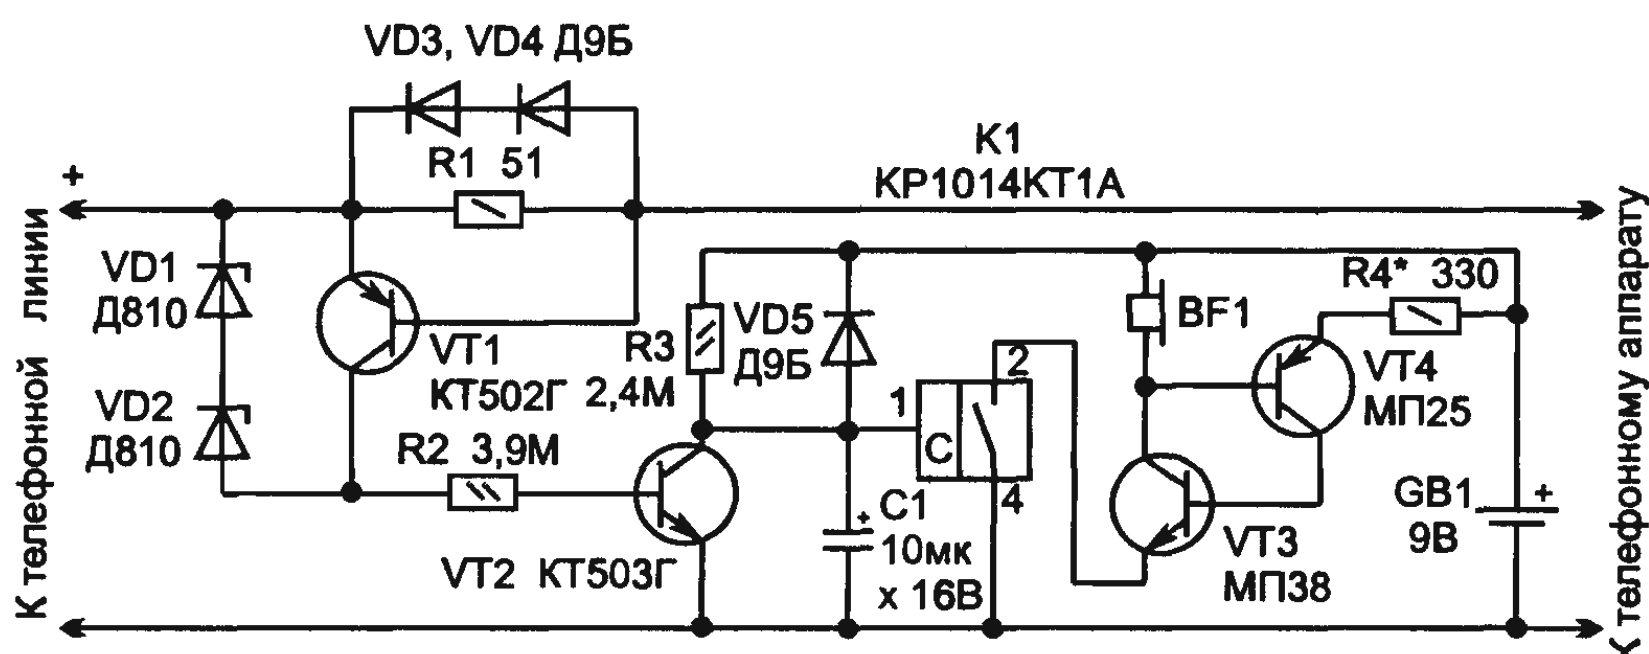 VD3, VD4 Д9Б
R1 51
К1
КР1014КТ1А
+
К телефонной линии
VD1
Д810
VD2
Д810
VT1
КТ502Г
R2 3,9М
VT2 КТ503Г
R3
2,4М
VD5
Д9Б
1
2
C
4
C1
+
10мк
х 16В
BF1
R4* 330
VT4
МП25
VT3
МП38
GB1
+
9В
К телефонному аппарату